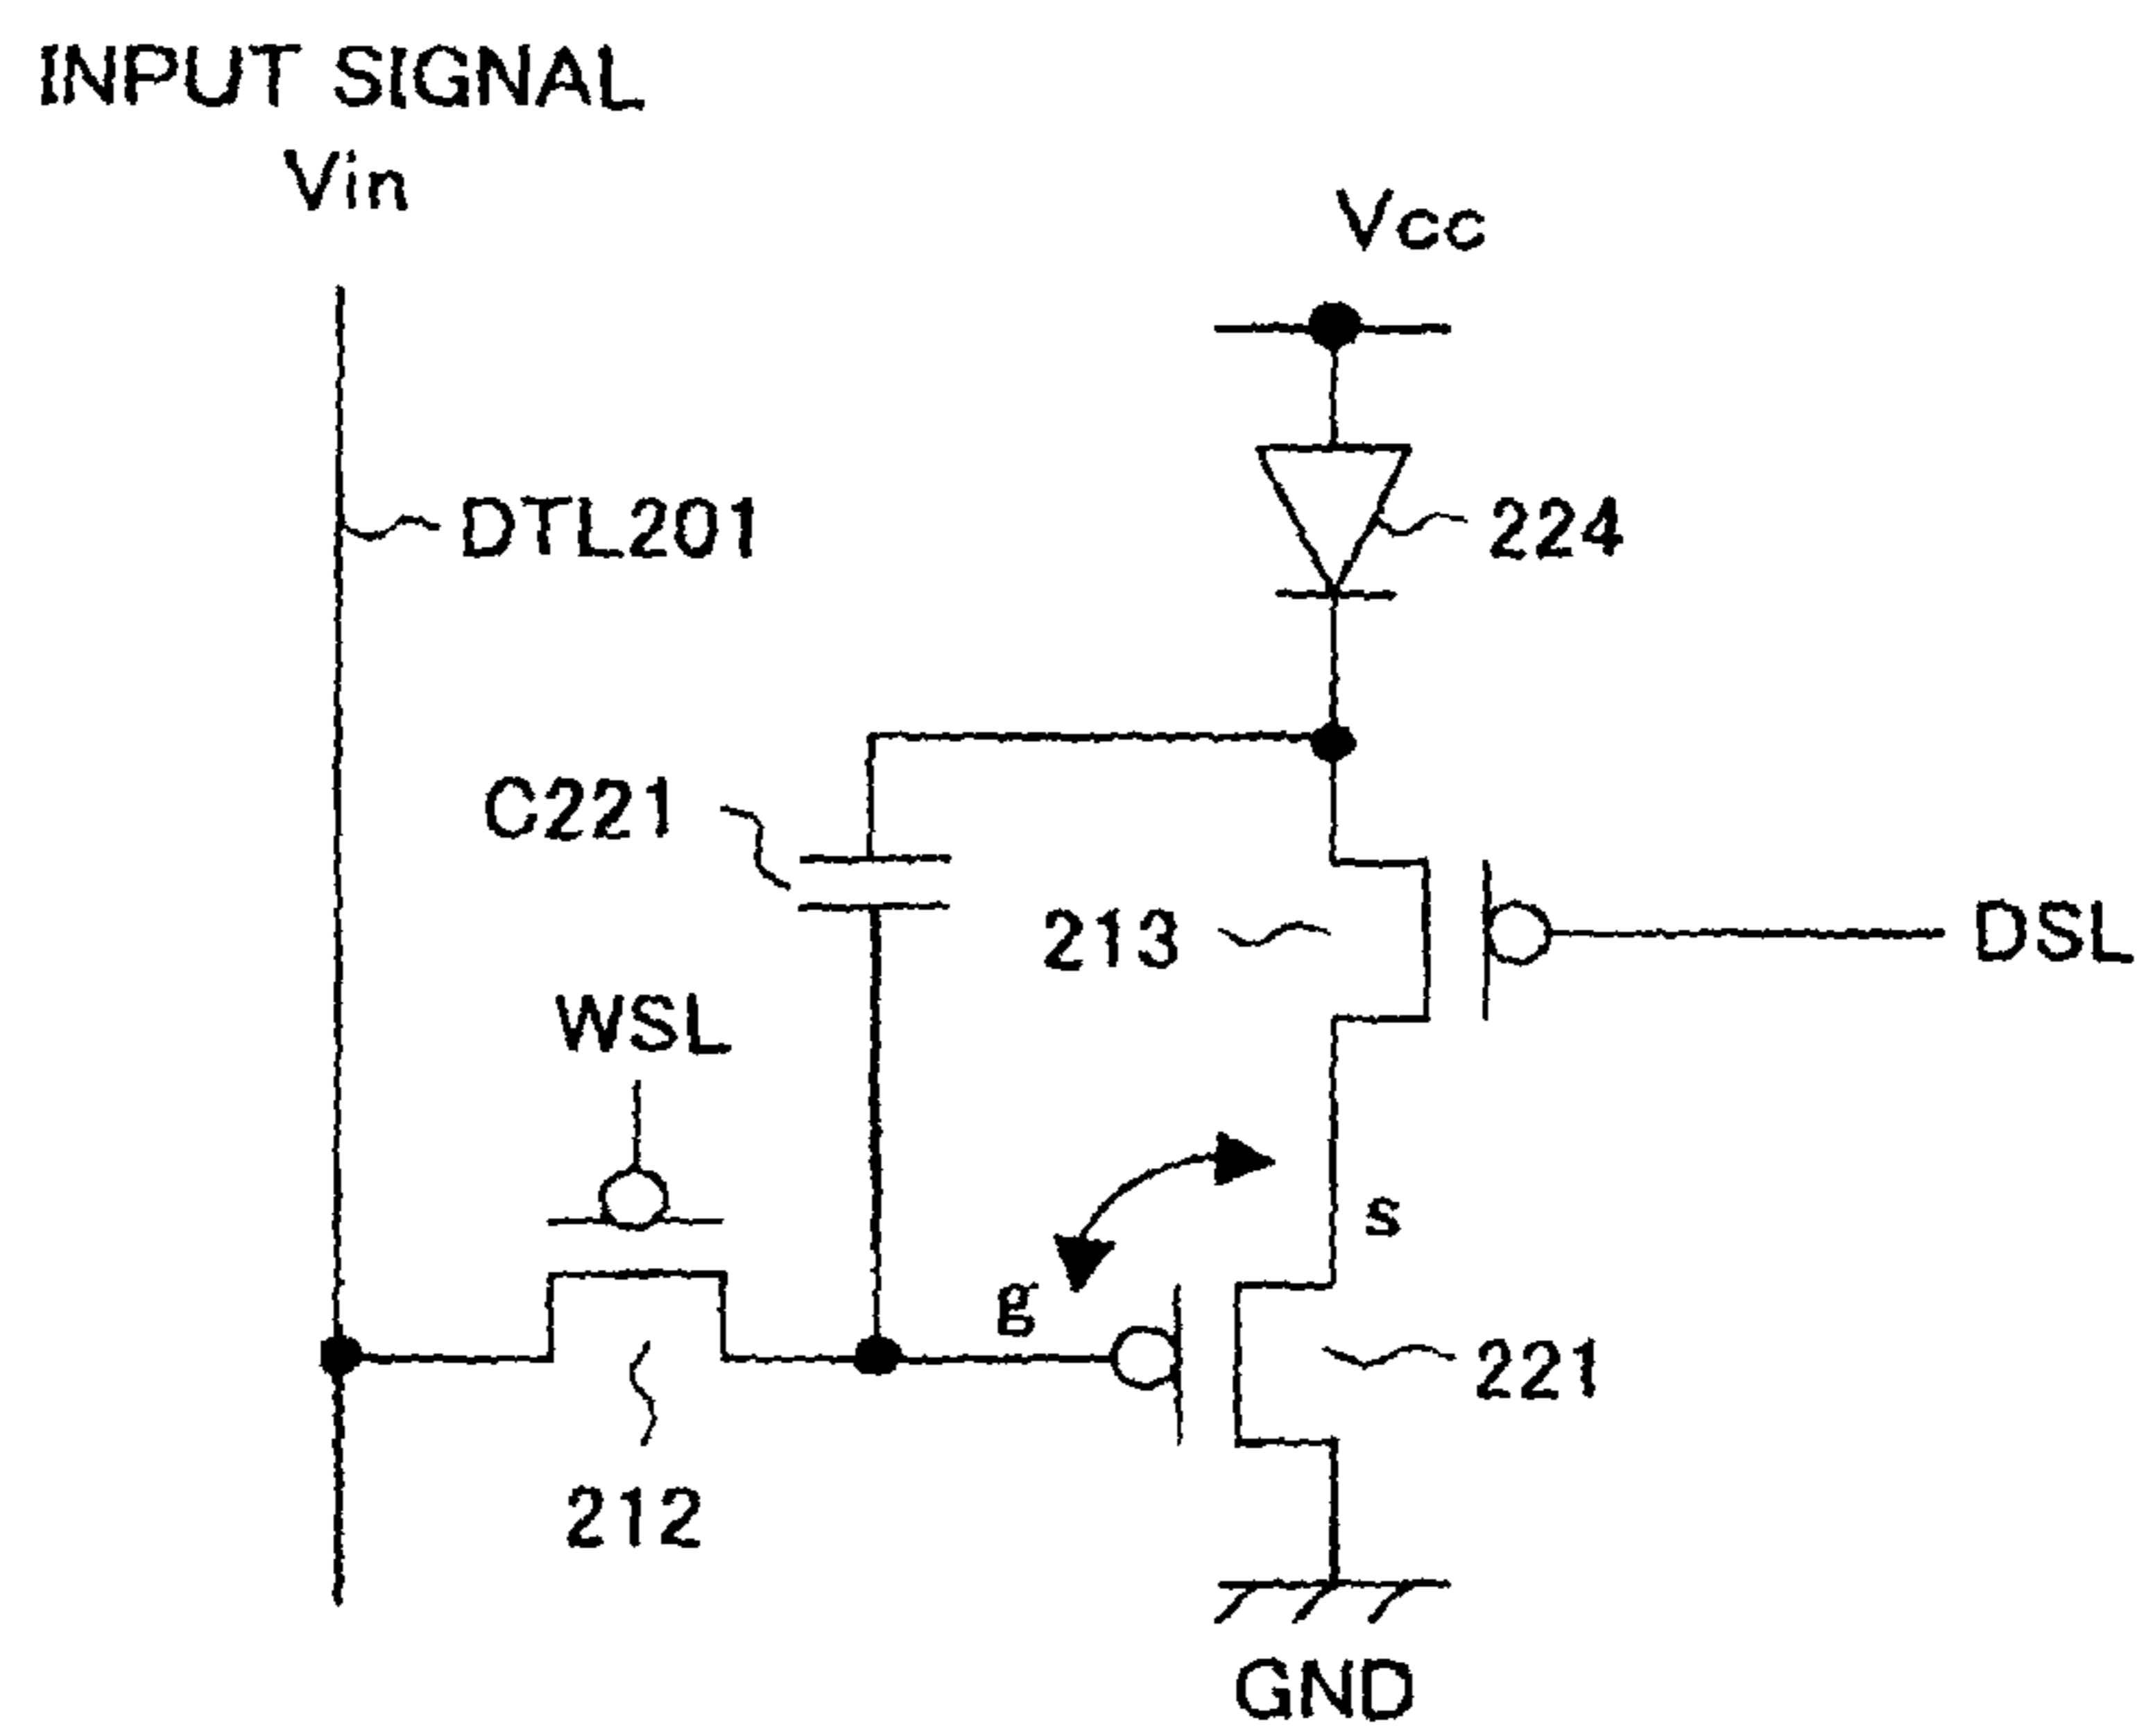 INPUT SIGNAL
Vin
Vcc
DTL201
224
C221
213
DSL
WSL
s
g
221
212
GND